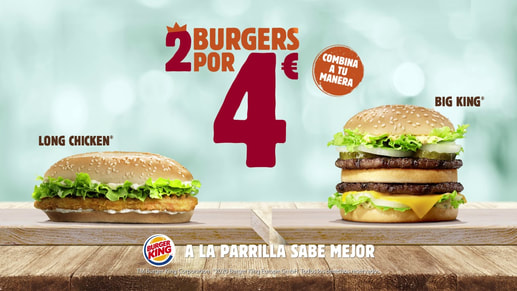 2 BURGERS
POR
4€
COMBINA
A TU
MANERA
LONG CHICKEN®
BIG KING®
BURGER
KING
A LA PARRILLA SABE MEJOR